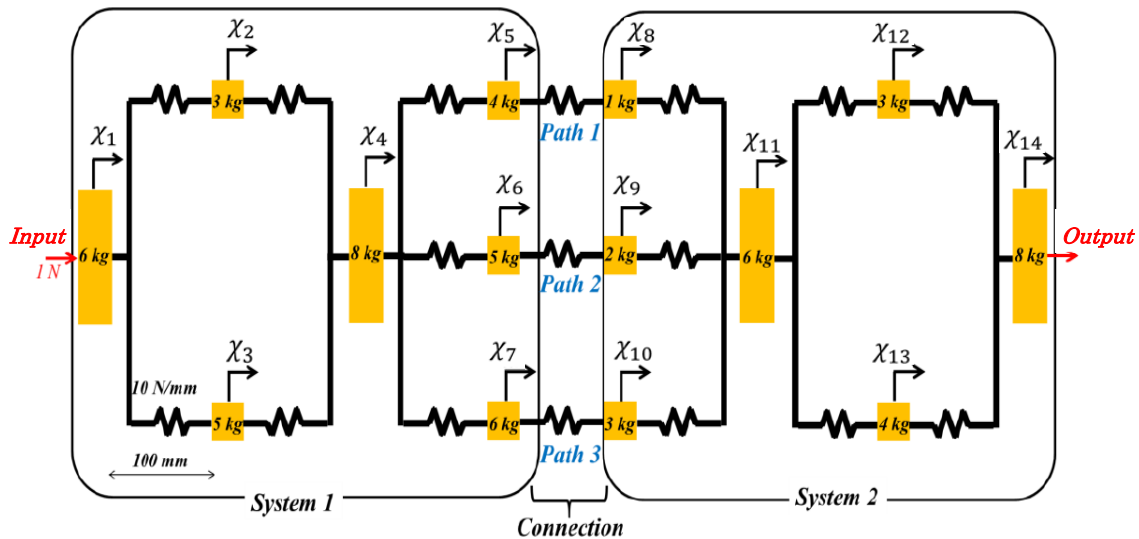 χ2
χ5
χ8
χ12
3 kg
4 kg
1 kg
3 kg
Path 1
χ1
χ4
χ11
χ14
χ6
χ9
Input
6 kg
8 kg
5 kg
2 kg
6 kg
8 kg
Output
1 N
Path 2
χ3
χ7
χ10
χ13
10 N/mm
5 kg
6 kg
3 kg
4 kg
Path 3
100 mm
System 1
System 2
Connection